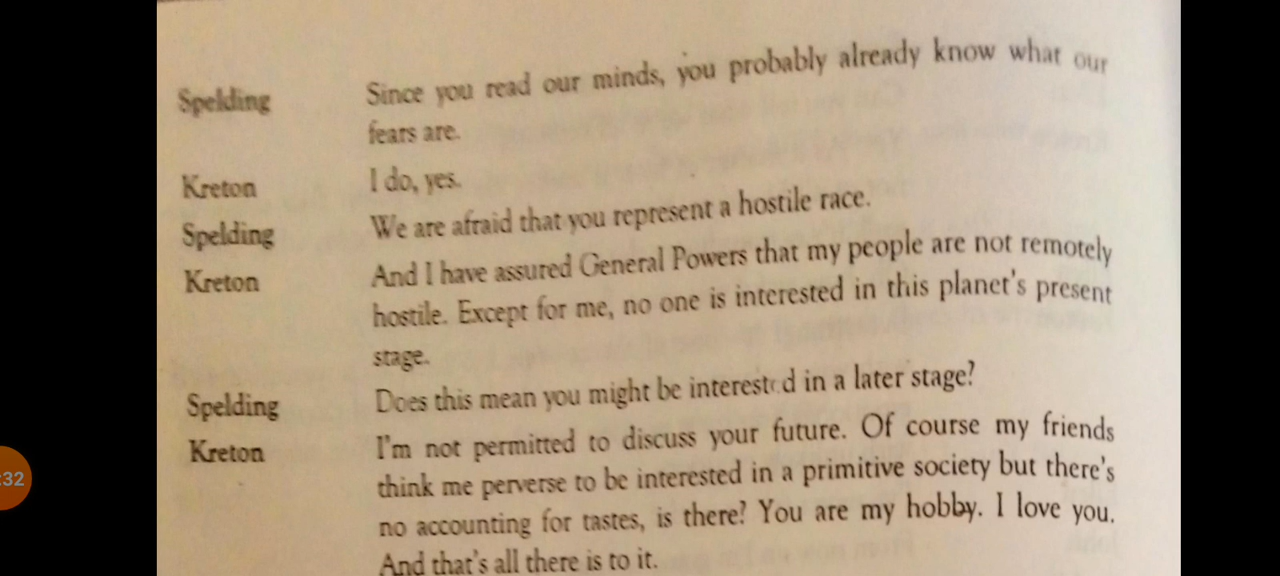 Spelding Since you read our minds, you probably already know what our
fears are.
Kreton I do, yes.
Spelding We are afraid that you represent a hostile race.
Kreton And I have assured General Powers that my people are not remotely
hostile. Except for me, no one is interested in this planet's present
stage.
Spelding Does this mean you might be interested in a later stage?
Kreton I'm not permitted to discuss your future. Of course my friends
think me perverse to be interested in a primitive society but there's
no accounting for tastes, is there? You are my hobby. I love you.
And that's all there is to it.
:32